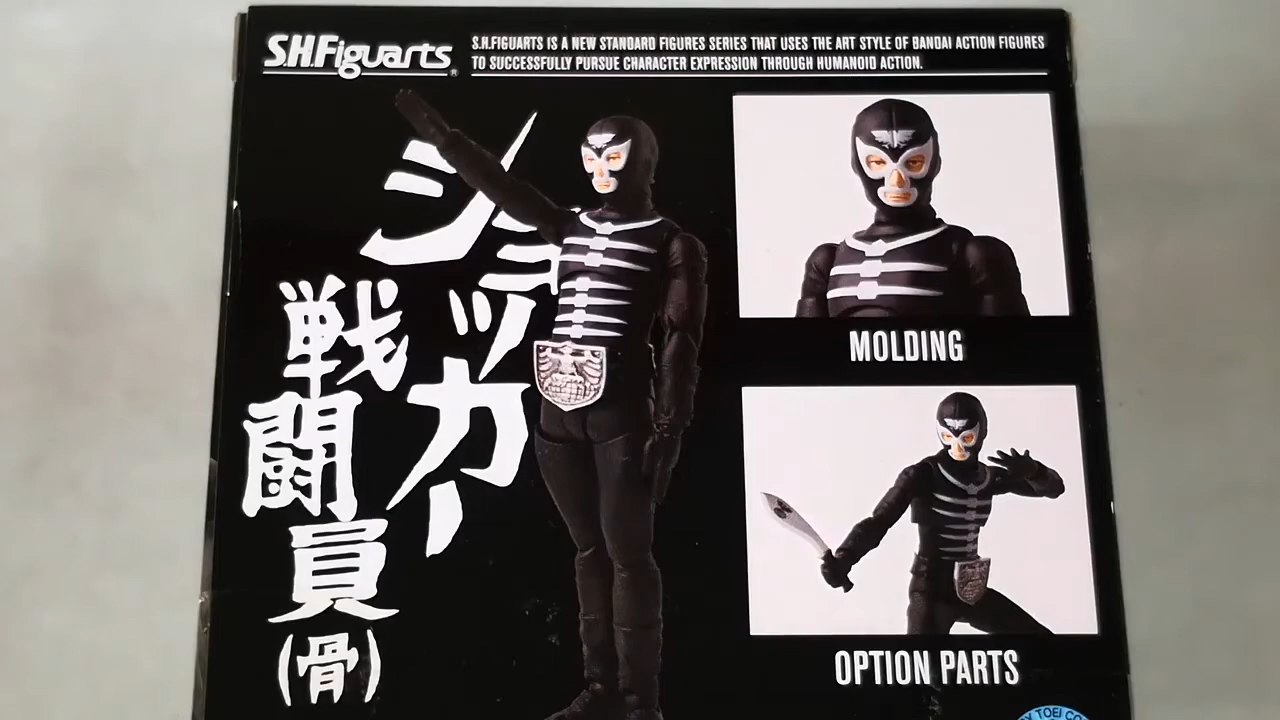 S.H.Figuarts®
S.H.FIGUARTS IS A NEW STANDARD FIGURES SERIES THAT USES THE ART STYLE OF BANDAI ACTION FIGURES
TO SUCCESSFULLY PURSUE CHARACTER EXPRESSION THROUGH HUMANOID ACTION.
ショッカー
戦闘員
(骨)
MOLDING
OPTION PARTS
TOEI